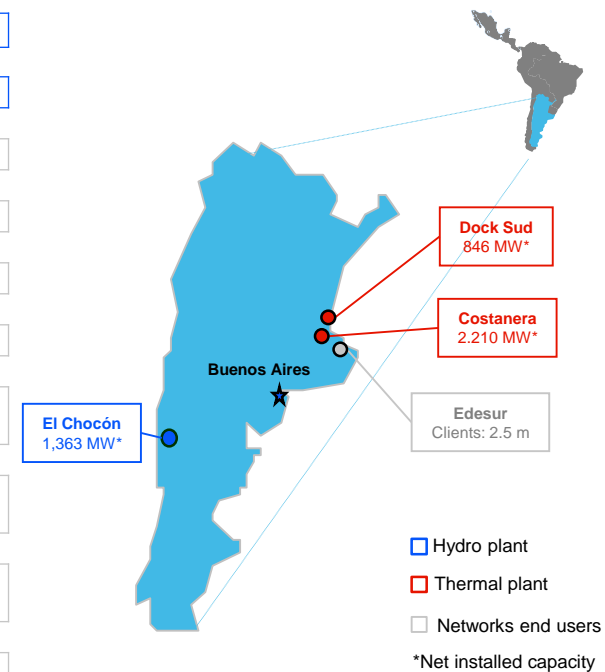 Dock Sud
846 MW*
Costanera
2.210 MW*
Buenos Aires
El Chocón
1,363 MW*
Edesur
Clients: 2.5 m
Hydro plant
Thermal plant
Networks end users
*Net installed capacity